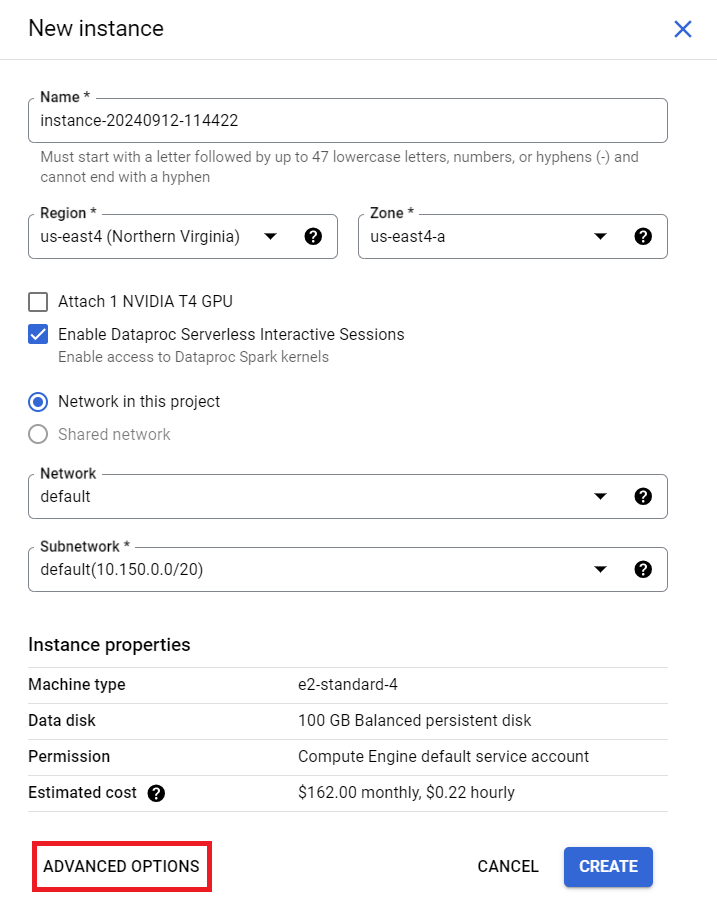 New instance
Name *
instance-20240912-114422
Must start with a letter followed by up to 47 lowercase letters, numbers, or hyphens (-) and
cannot end with a hyphen
Region *
us-east4 (Northern Virginia)
Zone *
us-east4-a
Attach 1 NVIDIA T4 GPU
Enable Dataproc Serverless Interactive Sessions
Enable access to Dataproc Spark kernels
Network in this project
Shared network
Network
default
Subnetwork *
default(10.150.0.0/20)
Instance properties
Machine type e2-standard-4
Data disk 100 GB Balanced persistent disk
Permission Compute Engine default service account
Estimated cost $162.00 monthly, $0.22 hourly
ADVANCED OPTIONS CANCEL CREATE